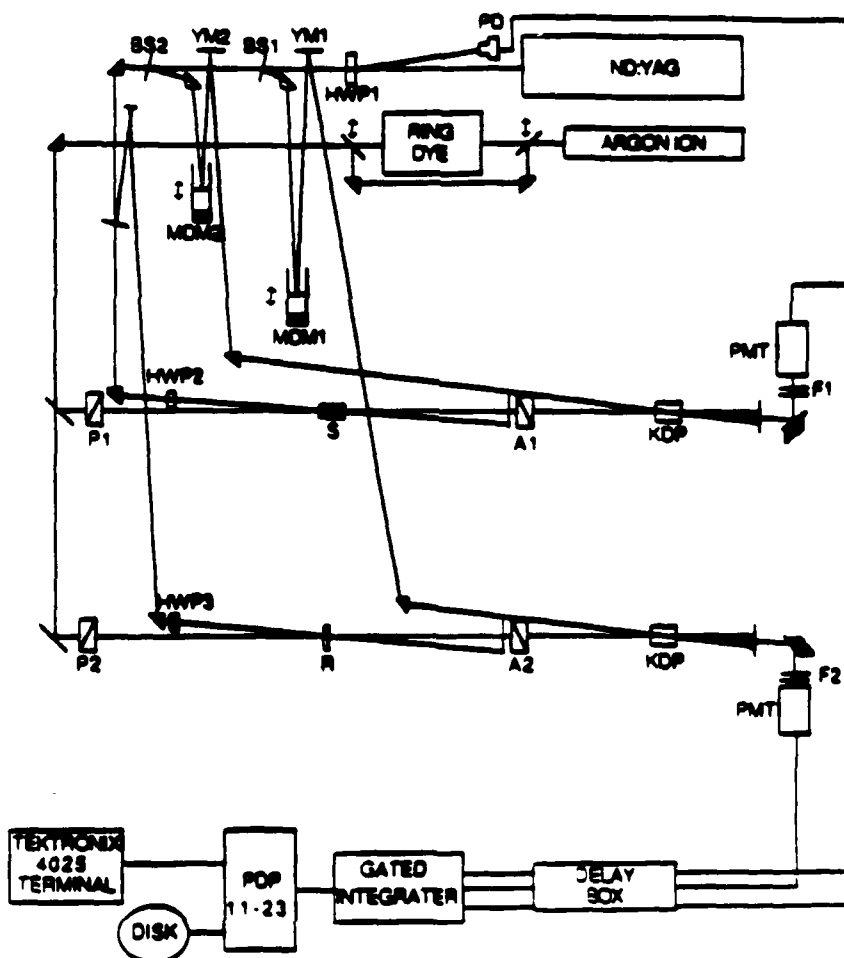 PD
BS2 YM2 BS1 YM1
HWP1
ND:YAG
RING
DYE
ARGON ION
MDM2
MDM1
PMT
F1
HWP2
P1
S
A1
KDP
HWP3
P2
R
A2
KDP
F2
PMT
TEKTRONIX
4025
TERMINAL
PDP
11-23
GATED
INTEGRATER
DELAY
BOX
DISK